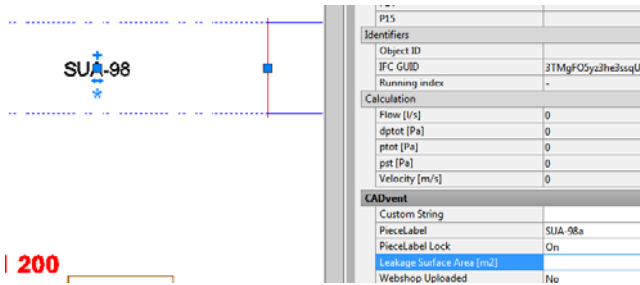 P15
Identifiers
Object ID
IFC GUID 3TMgFO5yz3he3ssqU
Running index -
Calculation
Flow [l/s] 0
dptot [Pa] 0
ptot [Pa] 0
pst [Pa] 0
Velocity [m/s] 0
CADvent
Custom String
PieceLabel SUA-98a
PieceLabel Lock On
Leakage Surface Area [m2]
Webshop Uploaded No
SUA-98
200